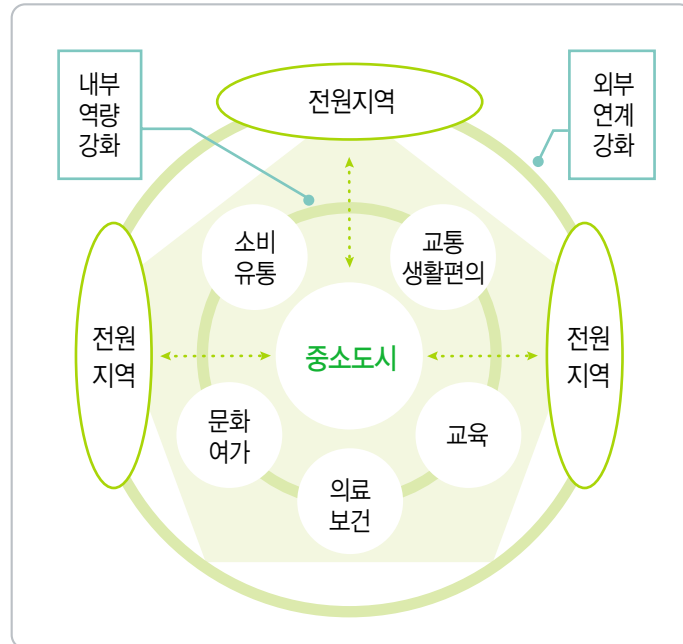 내부
역량
강화
전원지역
외부
연계
강화
소비
유통
교통
생활편의
전원
지역
중소도시
전원
지역
문화
여가
교육
의료
보건